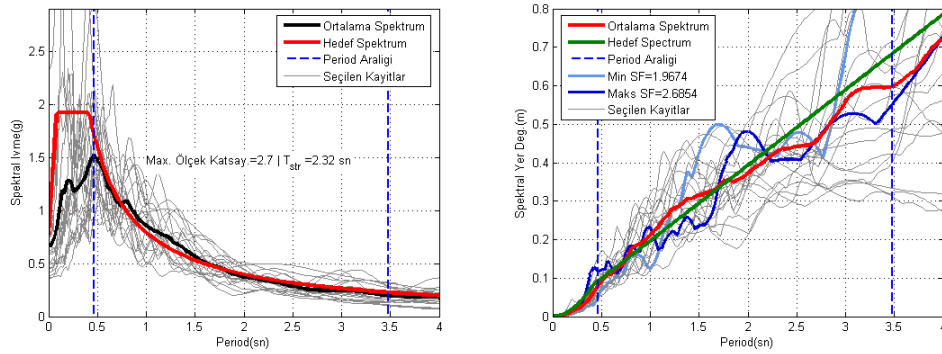 Spektral İvme(g)
2.5
2
1.5
1
0.5
0
Ortalama Spektrum
Hedef Spektrum
Period Araligi
Seçilen Kayitlar
Max. Ölçek Katsay.=2.7 | Tstr =2.32 sn
0 0.5 1 1.5 2 2.5 3 3.5 4
Period(sn)
Spektral Yer Deg.(m)
0.8
0.7
0.6
0.5
0.4
0.3
0.2
0.1
0
Ortalama Spektrum
Hedef Spectrum
Period Araligi
Min SF=1.9674
Maks SF=2.6854
Seçilen Kayitlar
0 0.5 1 1.5 2 2.5 3 3.5 4
Period(sn)